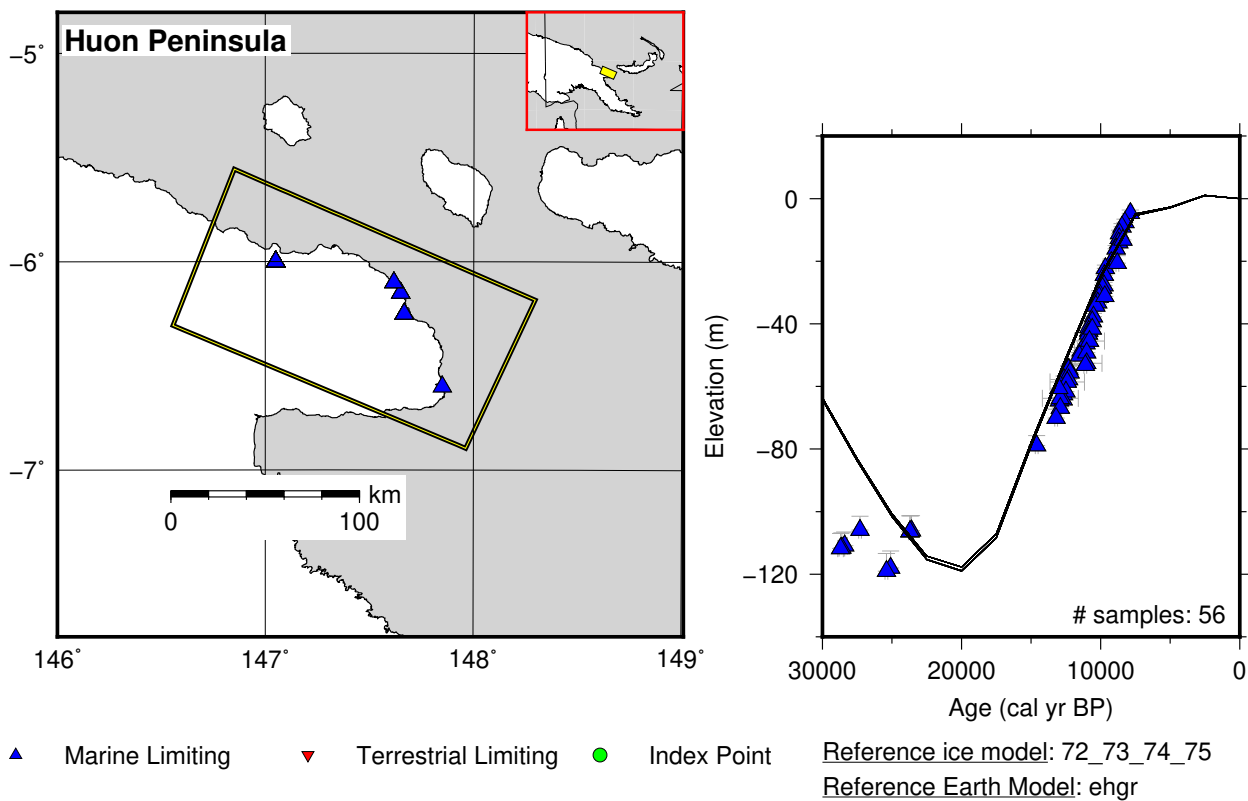 Huon Peninsula
−5˚
−6˚
−7˚
146˚
147˚
148˚
149˚
km
0
100
0
−40
−80
−120
Elevation (m)
# samples: 56
30000
20000
10000
0
Age (cal yr BP)
Marine Limiting
Terrestrial Limiting
Index Point
Reference ice model: 72_73_74_75
Reference Earth Model: ehgr